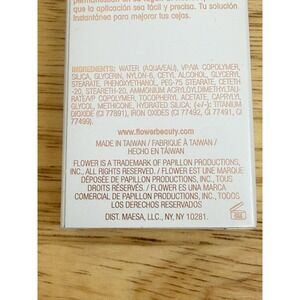 que la aplicación sea fácil y precisa. Tu solución
instantánea para mejorar tus cejas.
INGREDIENTS: WATER (AQUA/EAU), VP/VA COPOLYMER,
SILICA, GLYCERIN, NYLON-6, CETYL ALCOHOL, GLYCERYL
STEARATE, PHENOXYETHANOL, PEG-75 STEARATE, CETETH-
20, STEARETH-20, AMMONIUM ACRYLOYLDIMETHYLTAU-
RATE/VP COPOLYMER, TOCOPHERYL ACETATE, CAPRYLYL
GLYCOL, METHICONE, HYDRATED SILICA (+/-): TITANIUM
DIOXIDE (CI 77891), IRON OXIDES (CI 77492, CI 77491, CI
77499).
www.flowerbeauty.com
MADE IN TAIWAN / FABRIQUÉ À TAIWAN /
HECHO EN TAIWÁN
FLOWER IS A TRADEMARK OF PAPILLON PRODUCTIONS,
INC., ALL RIGHTS RESERVED. / FLOWER EST UNE MARQUE
DÉPOSÉE DE PAPILLON PRODUCTIONS, INC., TOUS
DROITS RÉSERVÉS. / FLOWER ES UNA MARCA
COMERCIAL DE PAPILLON PRODUCTIONS, INC. TODOS
LOS DERECHOS RESERVADOS
DIST. MAESA, LLC., NY, NY 10281.